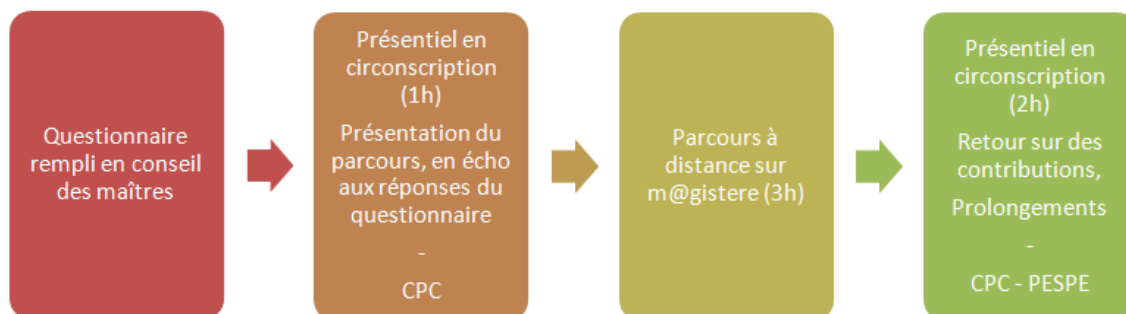 Questionnaire
rempli en conseil
des maîtres
Présentiel en
circonscription
(1h)
Présentation du
parcours, en écho
aux réponses du
questionnaire
-
CPC
Parcours à
distance sur
m@gistere (3h)
Présentiel en
circonscription
(2h)
Retour sur des
contributions,
Prolongements
-
CPC - PESPE